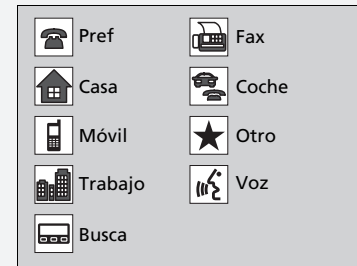 Pref
Fax
Casa
Coche
Móvil
Otro
Trabajo
Voz
Busca